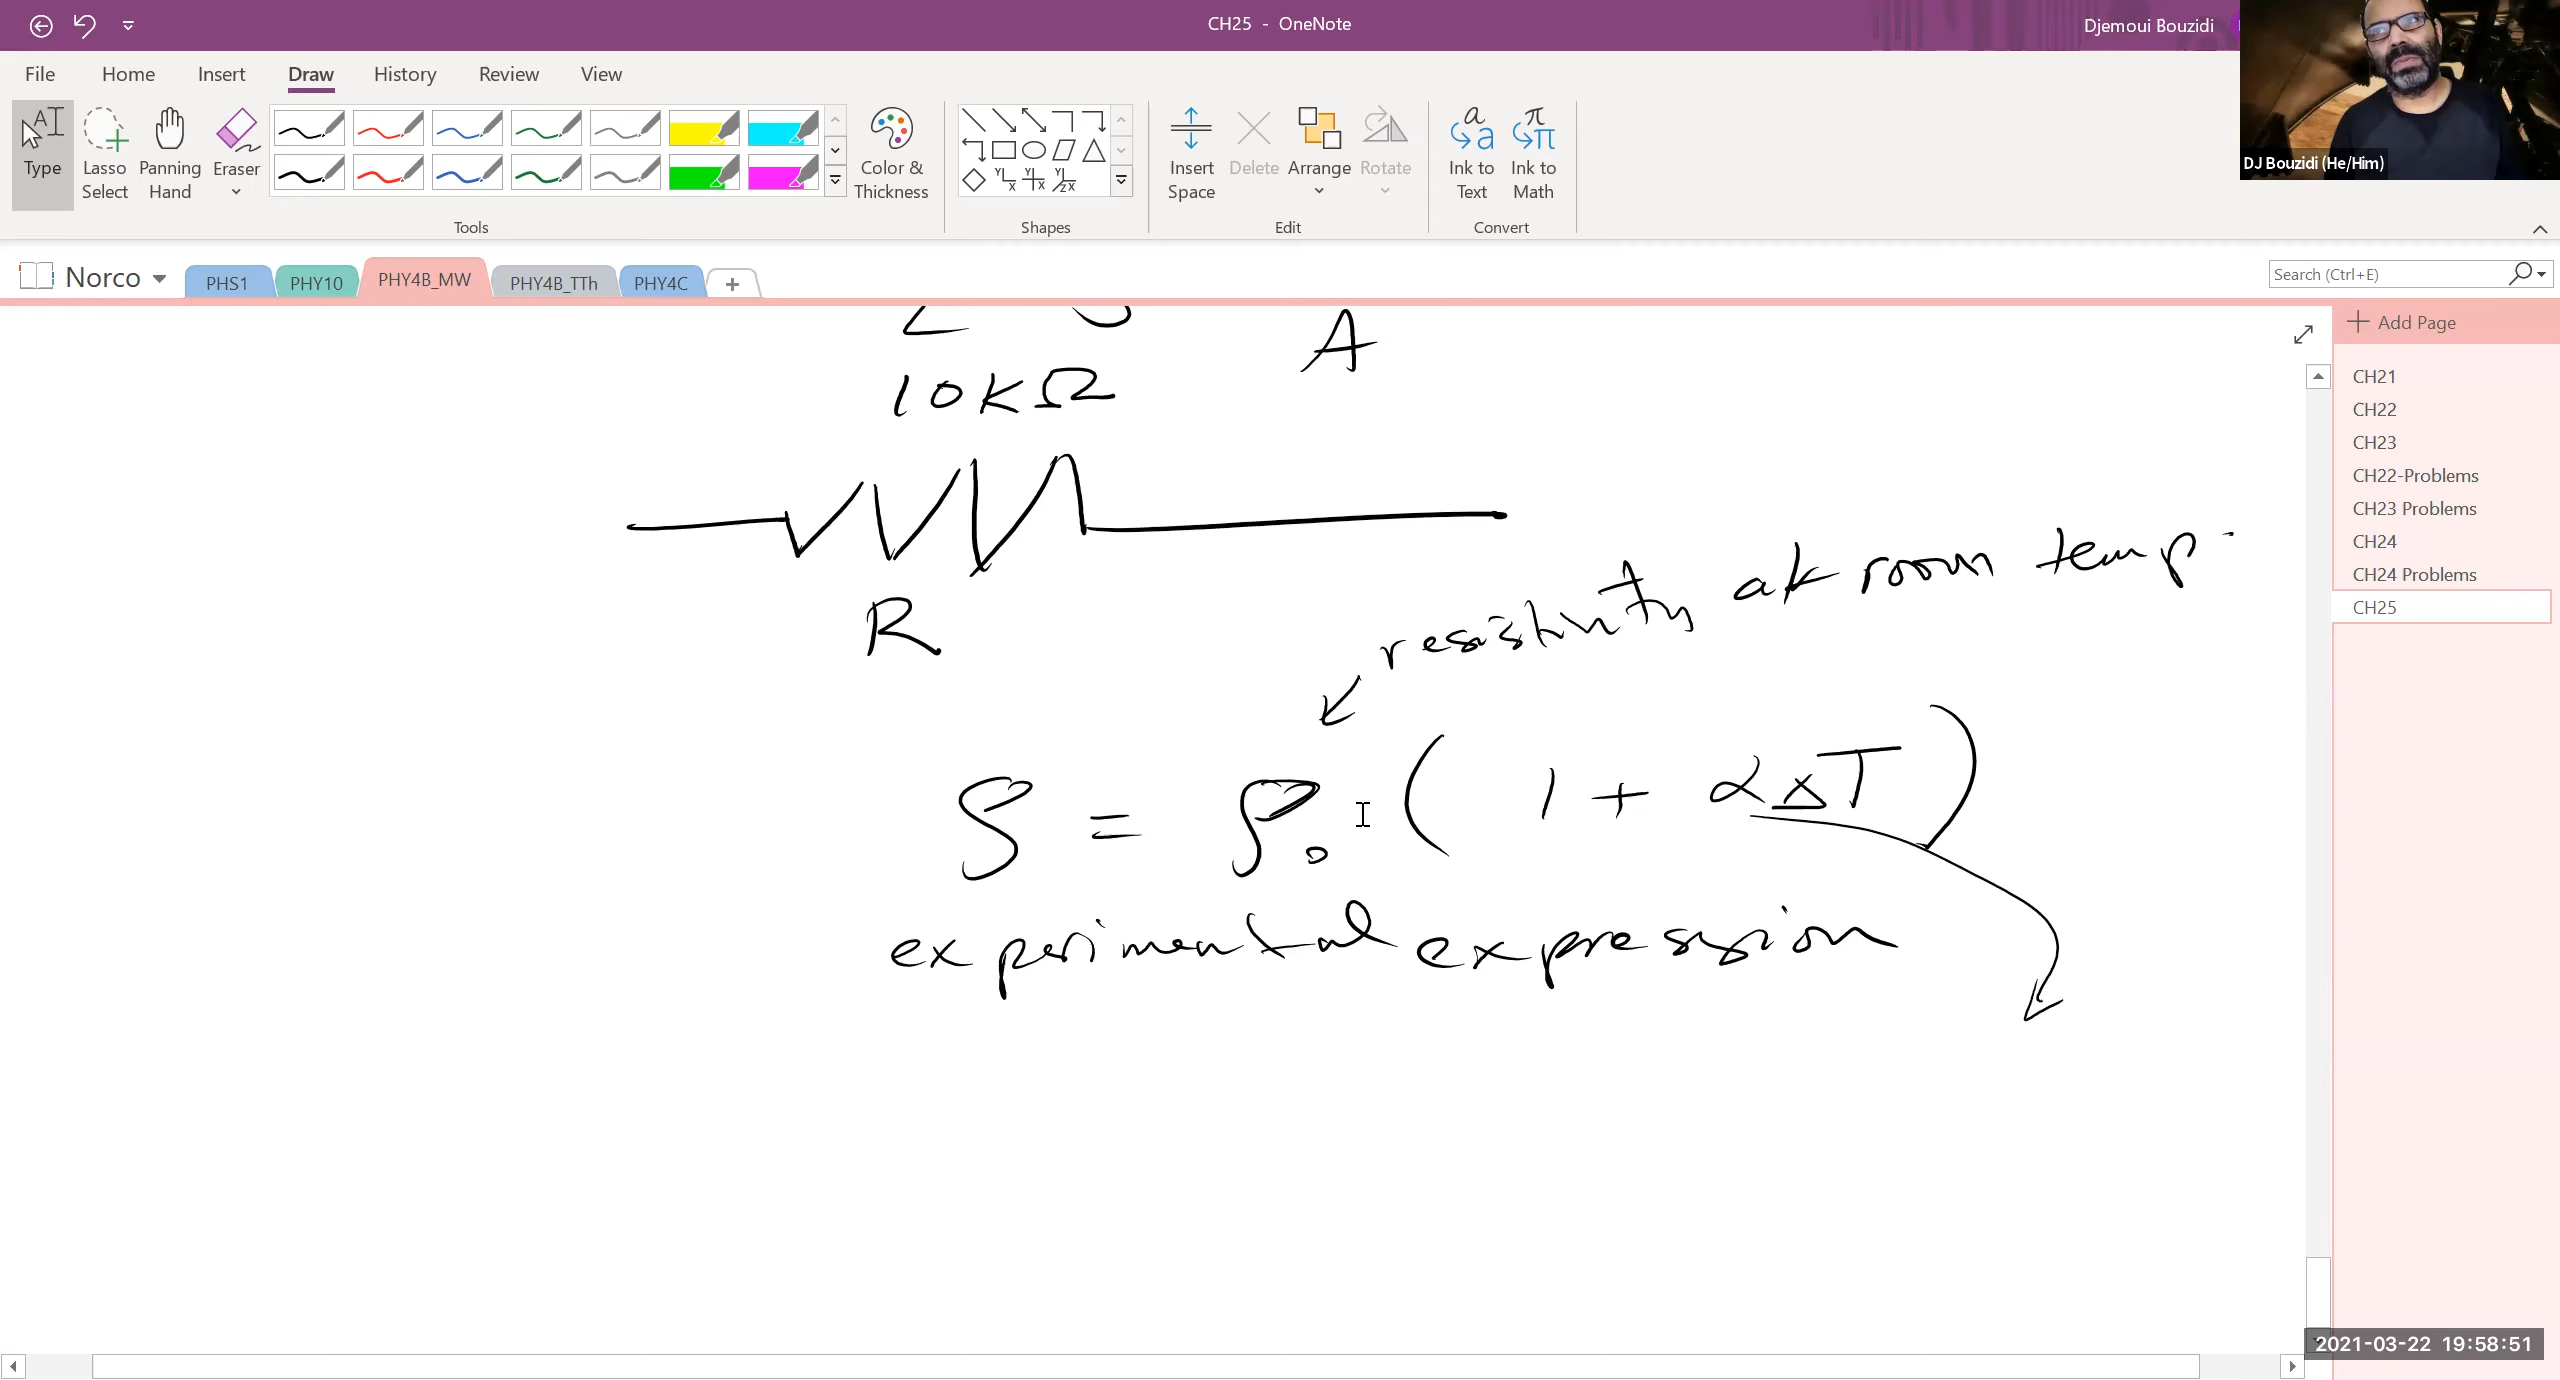 CH25 - OneNote
Djemoui Bouzidi
File Home Insert Draw History Review View
Type
Lasso Select
Panning Hand
Eraser
Color & Thickness
Insert Space
Delete
Arrange
Rotate
Ink to Text
Ink to Math
Tools Shapes Edit Convert
DJ Bouzidi (He/Him)
Norco PHS1 PHY10 PHY4B_MW PHY4B_TTh PHY4C +
Search (Ctrl+E)
Add Page
CH21
CH22
CH23
CH22-Problems
CH23 Problems
CH24
CH24 Problems
CH25
A
10KΩ
R
resistivity at room temp.
ρ = ρ₀ (1 + αΔT)
experimental expression
2021-03-22 19:58:51